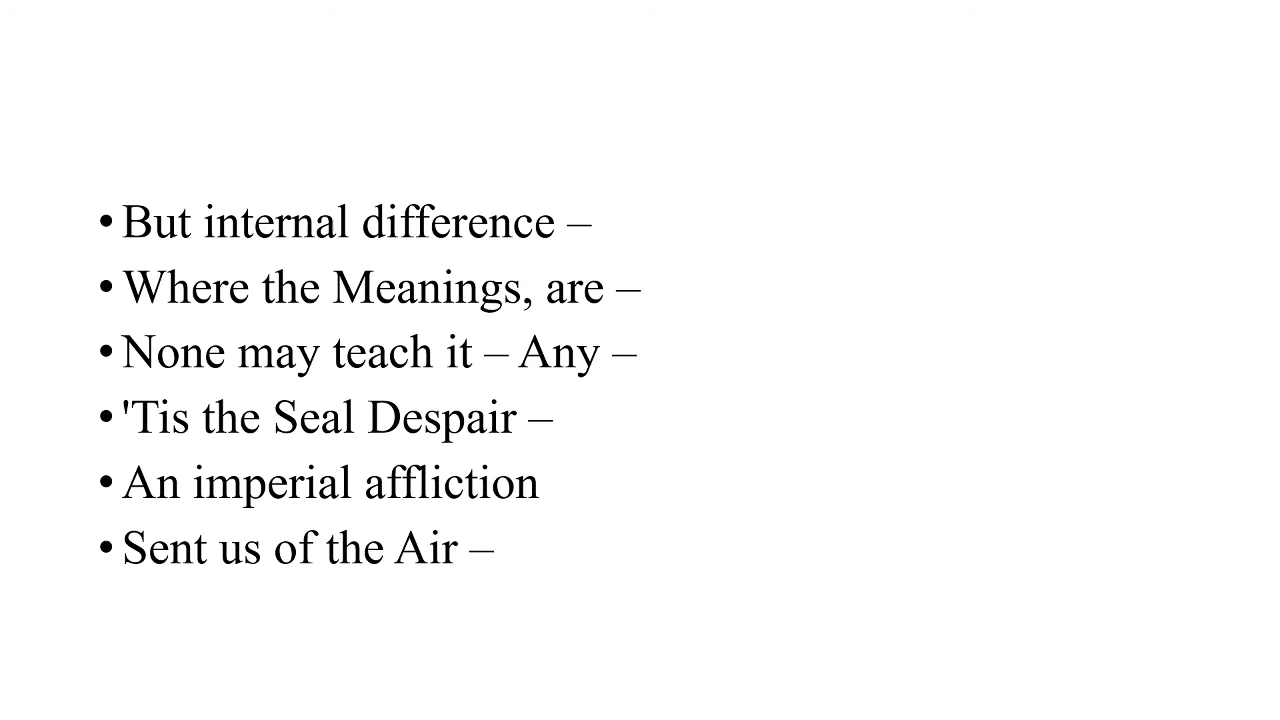 • But internal difference –
• Where the Meanings, are –
• None may teach it – Any –
• 'Tis the Seal Despair –
• An imperial affliction
• Sent us of the Air –